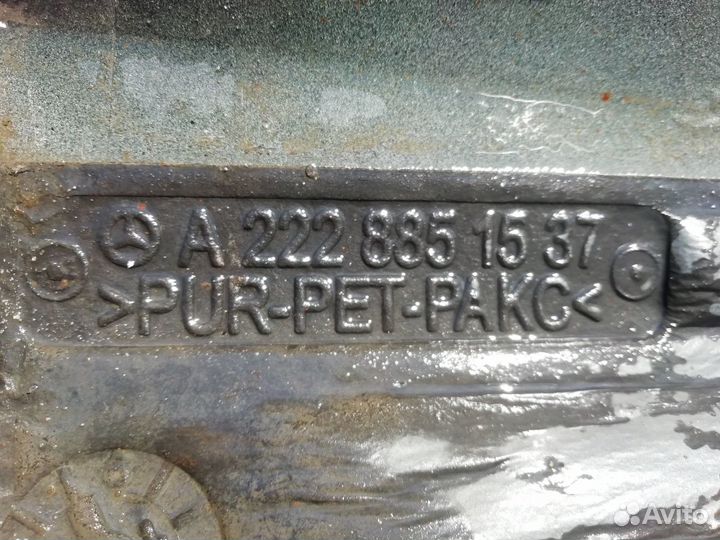 A 222 885 15 37
>PUR-PET-PAKC<
Avito